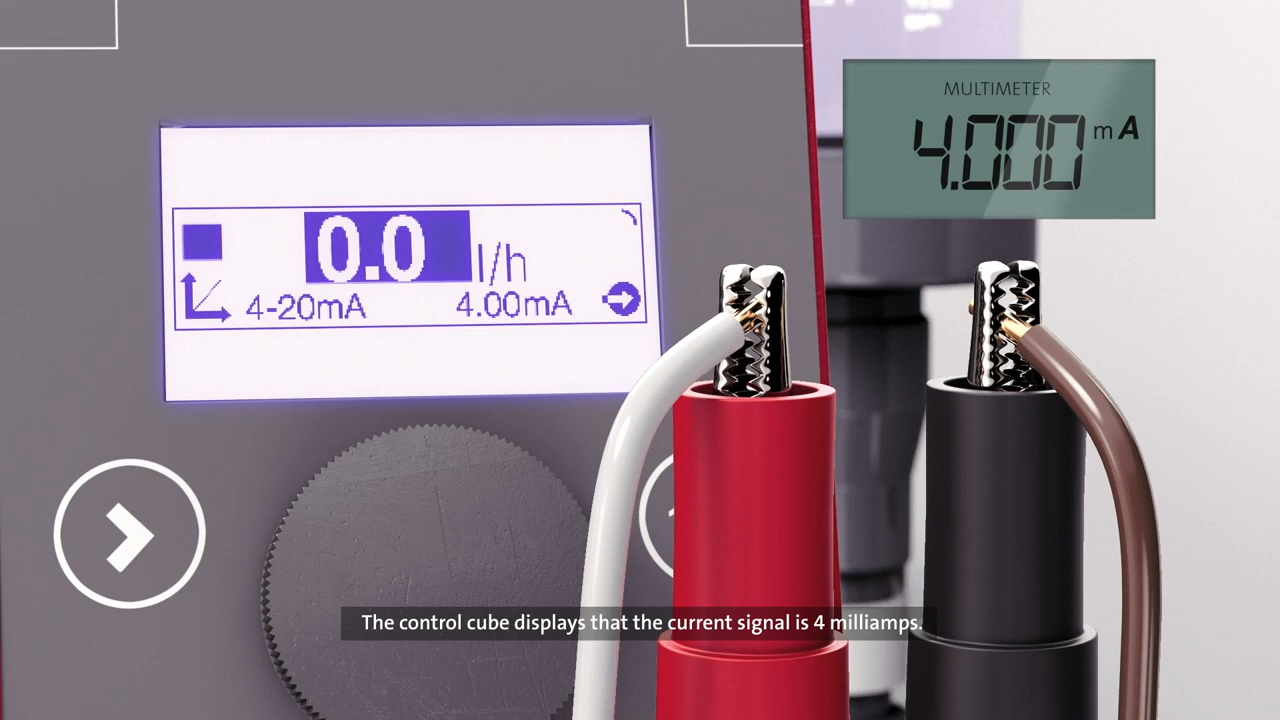 MULTIMETER
4.000 mA
0.0 l/h
4-20mA 4.00mA
The control cube displays that the current signal is 4 milliamps.